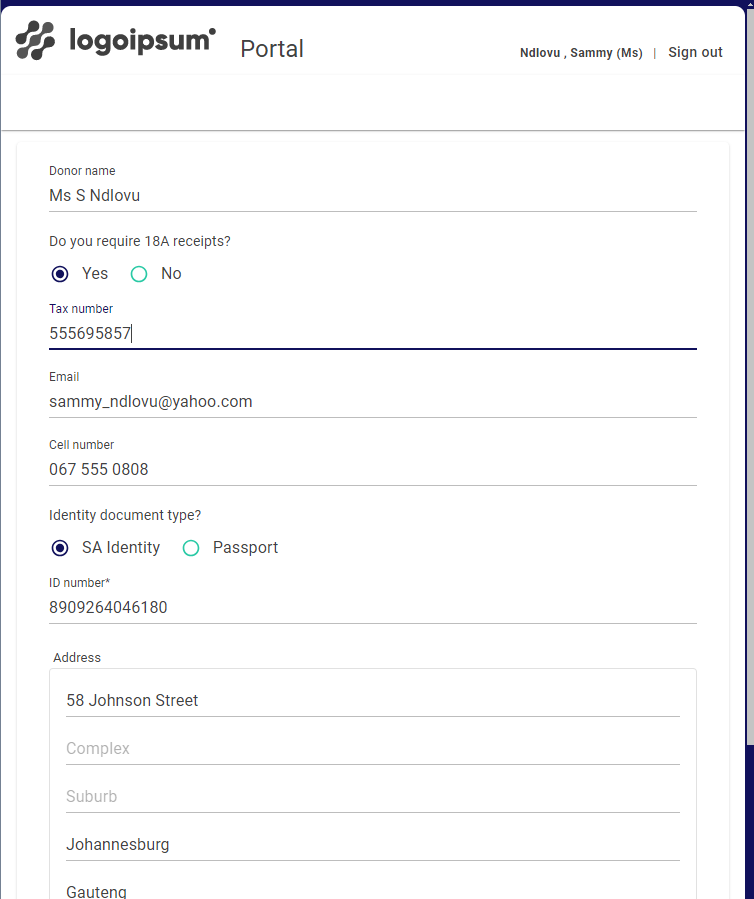 logoipsum Portal Ndlovu , Sammy (Ms) | Sign out
Donor name
Ms S Ndlovu
Do you require 18A receipts?
Yes No
Tax number
555695857
Email
sammy_ndlovu@yahoo.com
Cell number
067 555 0808
Identity document type?
SA Identity Passport
ID number*
8909264046180
Address
58 Johnson Street
Complex
Suburb
Johannesburg
Gauteng